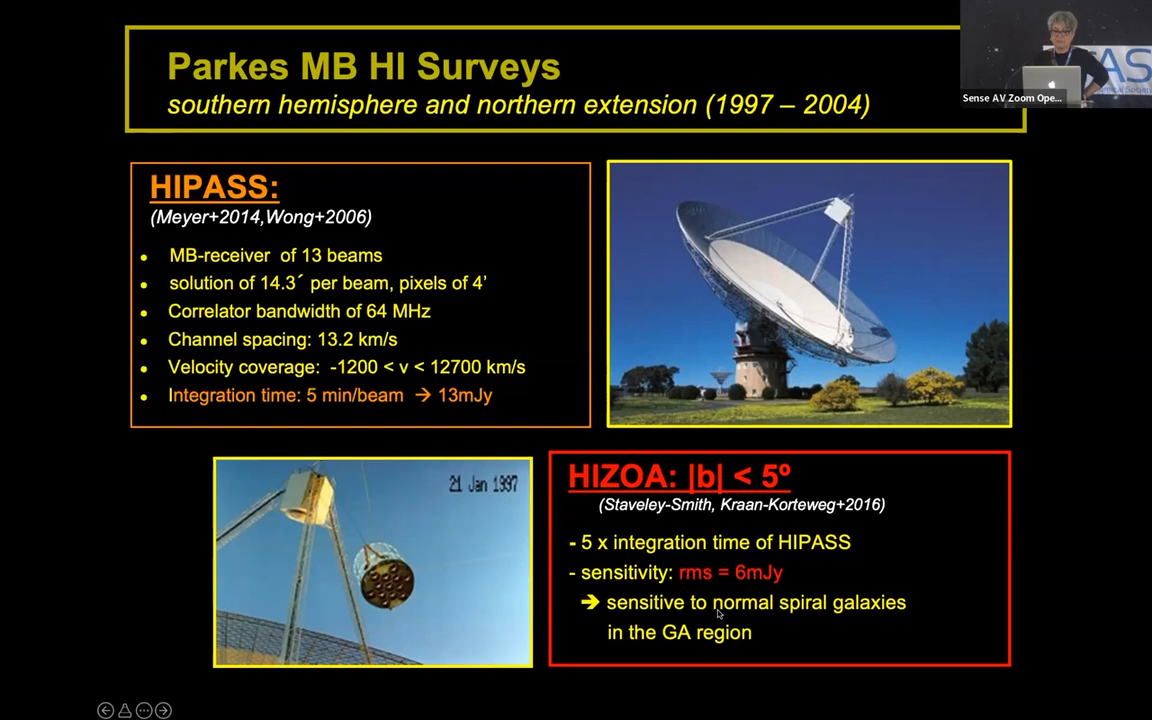 Parkes MB HI Surveys
southern hemisphere and northern extension (1997 – 2004)
AS
Sense AV Zoom Ope...
HIPASS:
(Meyer+2014,Wong+2006)
• MB-receiver of 13 beams
• solution of 14.3´ per beam, pixels of 4’
• Correlator bandwidth of 64 MHz
• Channel spacing: 13.2 km/s
• Velocity coverage: -1200 < v < 12700 km/s
• Integration time: 5 min/beam → 13mJy
21 Jan 1997
HIZOA: |b| < 5º
(Staveley-Smith, Kraan-Korteweg+2016)
- 5 x integration time of HIPASS
- sensitivity: rms = 6mJy
➔ sensitive to normal spiral galaxies
in the GA region